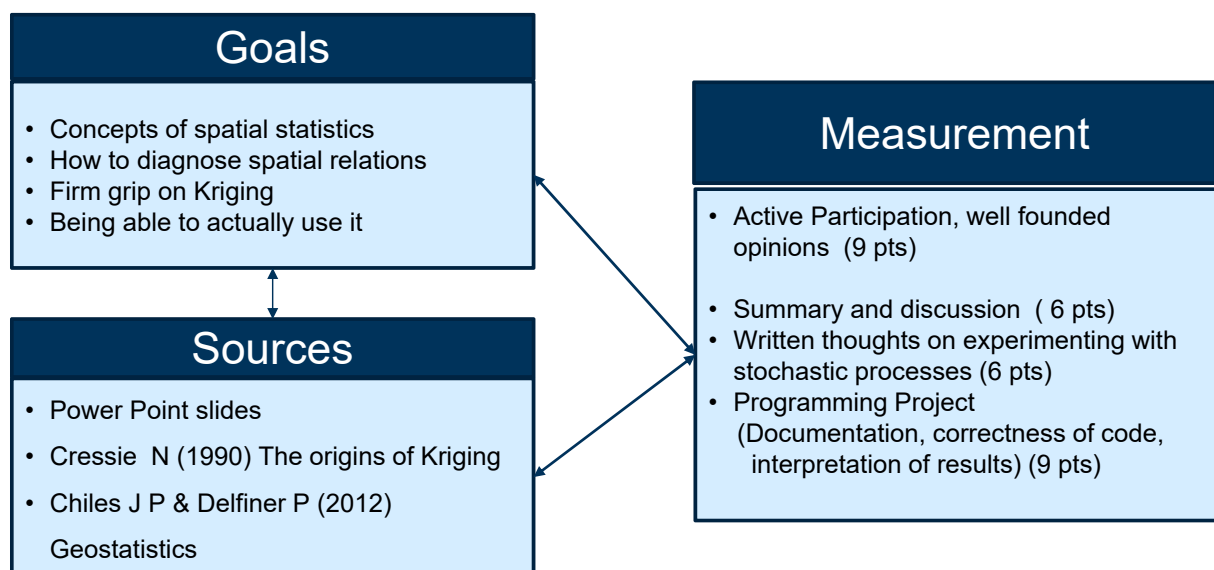 Goals
• Concepts of spatial statistics
• How to diagnose spatial relations
• Firm grip on Kriging
• Being able to actually use it
Sources
• Power Point slides
• Cressie  N (1990) The origins of Kriging
• Chiles J P & Delfiner P (2012)
Geostatistics
Measurement
• Active Participation, well founded
opinions  (9 pts)
• Summary and discussion  ( 6 pts)
• Written thoughts on experimenting with
stochastic processes (6 pts)
• Programming Project
(Documentation, correctness of code,
interpretation of results) (9 pts)